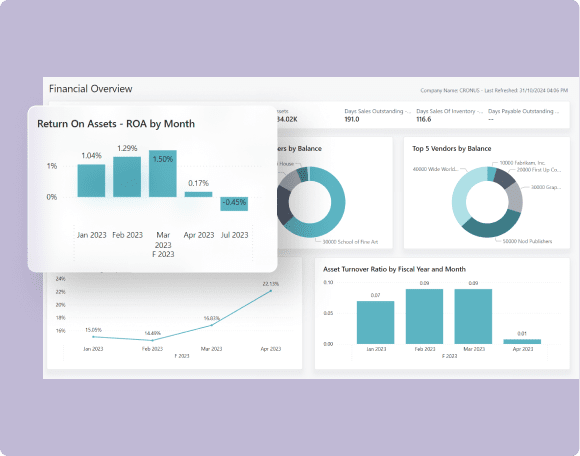 Financial Overview
Company Name: CRONUS - Last Refreshed: 31/10/2024 04:06 PM
Days Sales Outstanding -...
Days Sales Of Inventory -...
Days Payable Outstanding -...
34.02K
191.0
116.6
--
Return On Assets - ROA by Month
1.04%
1.29%
1.50%
0.17%
-0.45%
1%
0%
Jan 2023
Feb 2023
Mar
2023
Apr 2023
Jul 2023
F 2023
by Balance
House
30000 School of Fine Art
Top 5 Vendors by Balance
10000 Fabrikam, Inc.
20000 First Up Co...
30000 Grap...
40000 Wide World...
50000 Nod Publishers
24%
22%
20%
18%
16%
15.05%
14.46%
16.83%
22.13%
Jan 2023
Feb 2023
Mar 2023
Apr 2023
F 2023
Asset Turnover Ratio by Fiscal Year and Month
0.10
0.05
0.00
0.07
0.09
0.09
0.01
Jan 2023
Feb 2023
Mar 2023
Apr 2023
F 2023